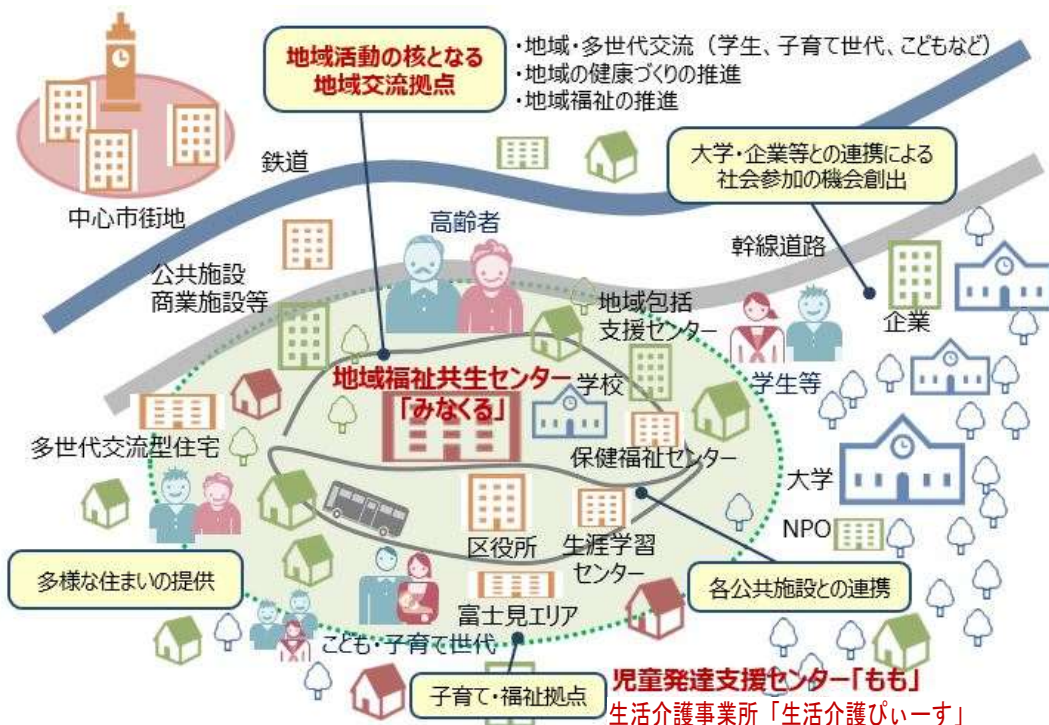 地域活動の核となる
地域交流拠点
・地域・多世代交流（学生、子育て世代、こどもなど）
・地域の健康づくりの推進
・地域福祉の推進
大学・企業等との連携による
社会参加の機会創出
鉄道
中心市街地
高齢者
幹線道路
公共施設
商業施設等
地域包括
支援センター
企業
学生等
学校
地域福祉共生センター
「みなくる」
多世代交流型住宅
保健福祉センター
大学
NPO
区役所
生涯学習
センター
多様な住まいの提供
各公共施設との連携
富士見エリア
こども・子育て世代
子育て・福祉拠点
児童発達支援センター「もも」
生活介護事業所「生活介護ぴぃーす」